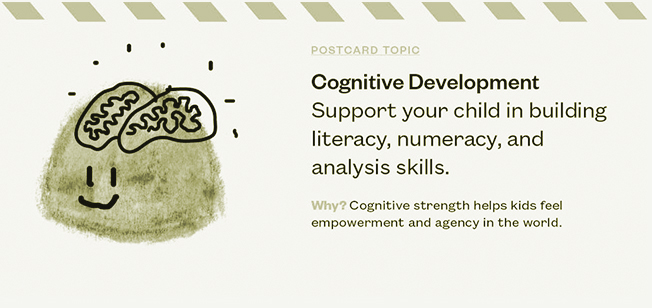 POSTCARD TOPIC
Cognitive Development
Support your child in building
literacy, numeracy, and
analysis skills.
Why? Cognitive strength helps kids feel
empowerment and agency in the world.